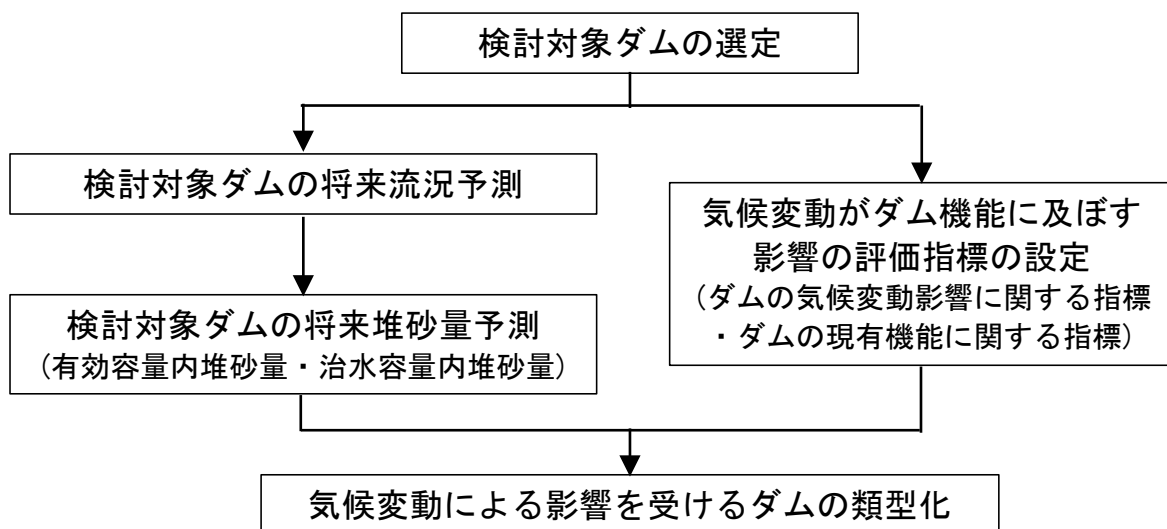 検討対象ダムの選定
検討対象ダムの将来流況予測
検討対象ダムの将来堆砂量予測
(有効容量内堆砂量・治水容量内堆砂量)
気候変動がダム機能に及ぼす
影響の評価指標の設定
(ダムの気候変動影響に関する指標
・ダムの現有機能に関する指標)
気候変動による影響を受けるダムの類型化